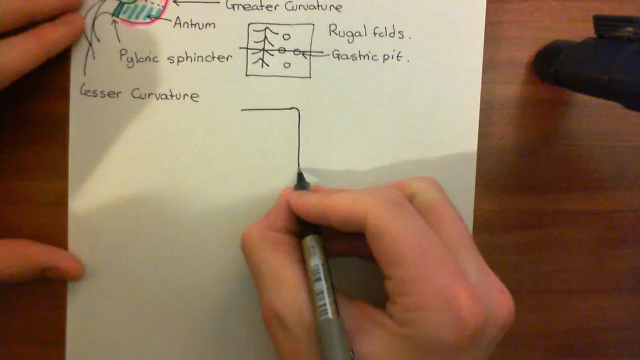 Greater Curvature
Antrum
Rugal folds.
Pyloric sphincter
Gastric pit.
Lesser Curvature